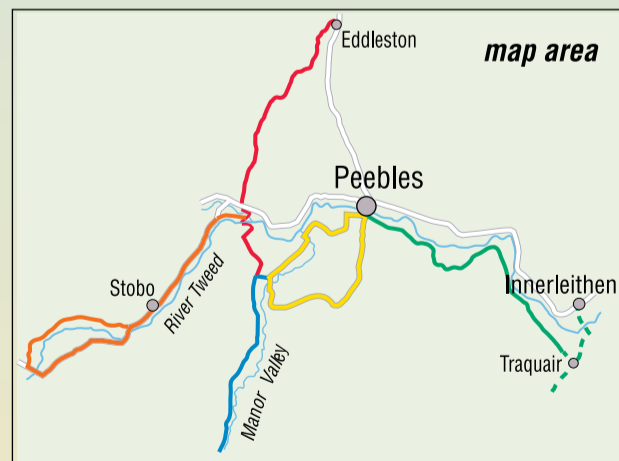 Eddleston
map area
Peebles
Stobo
River Tweed
Innerleithen
Manor Valley
Traquair